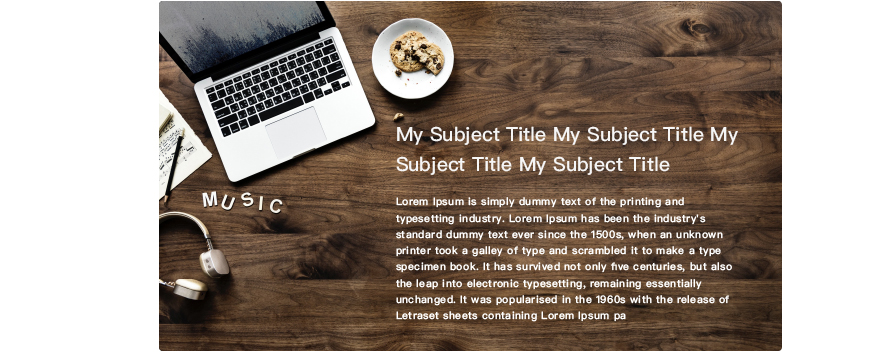 MUSIC
My Subject Title My Subject Title My
Subject Title My Subject Title
Lorem Ipsum is simply dummy text of the printing and
typesetting industry. Lorem Ipsum has been the industry's
standard dummy text ever since the 1500s, when an unknown
printer took a galley of type and scrambled it to make a type
specimen book. It has survived not only five centuries, but also
the leap into electronic typesetting, remaining essentially
unchanged. It was popularised in the 1960s with the release of
Letraset sheets containing Lorem Ipsum pa